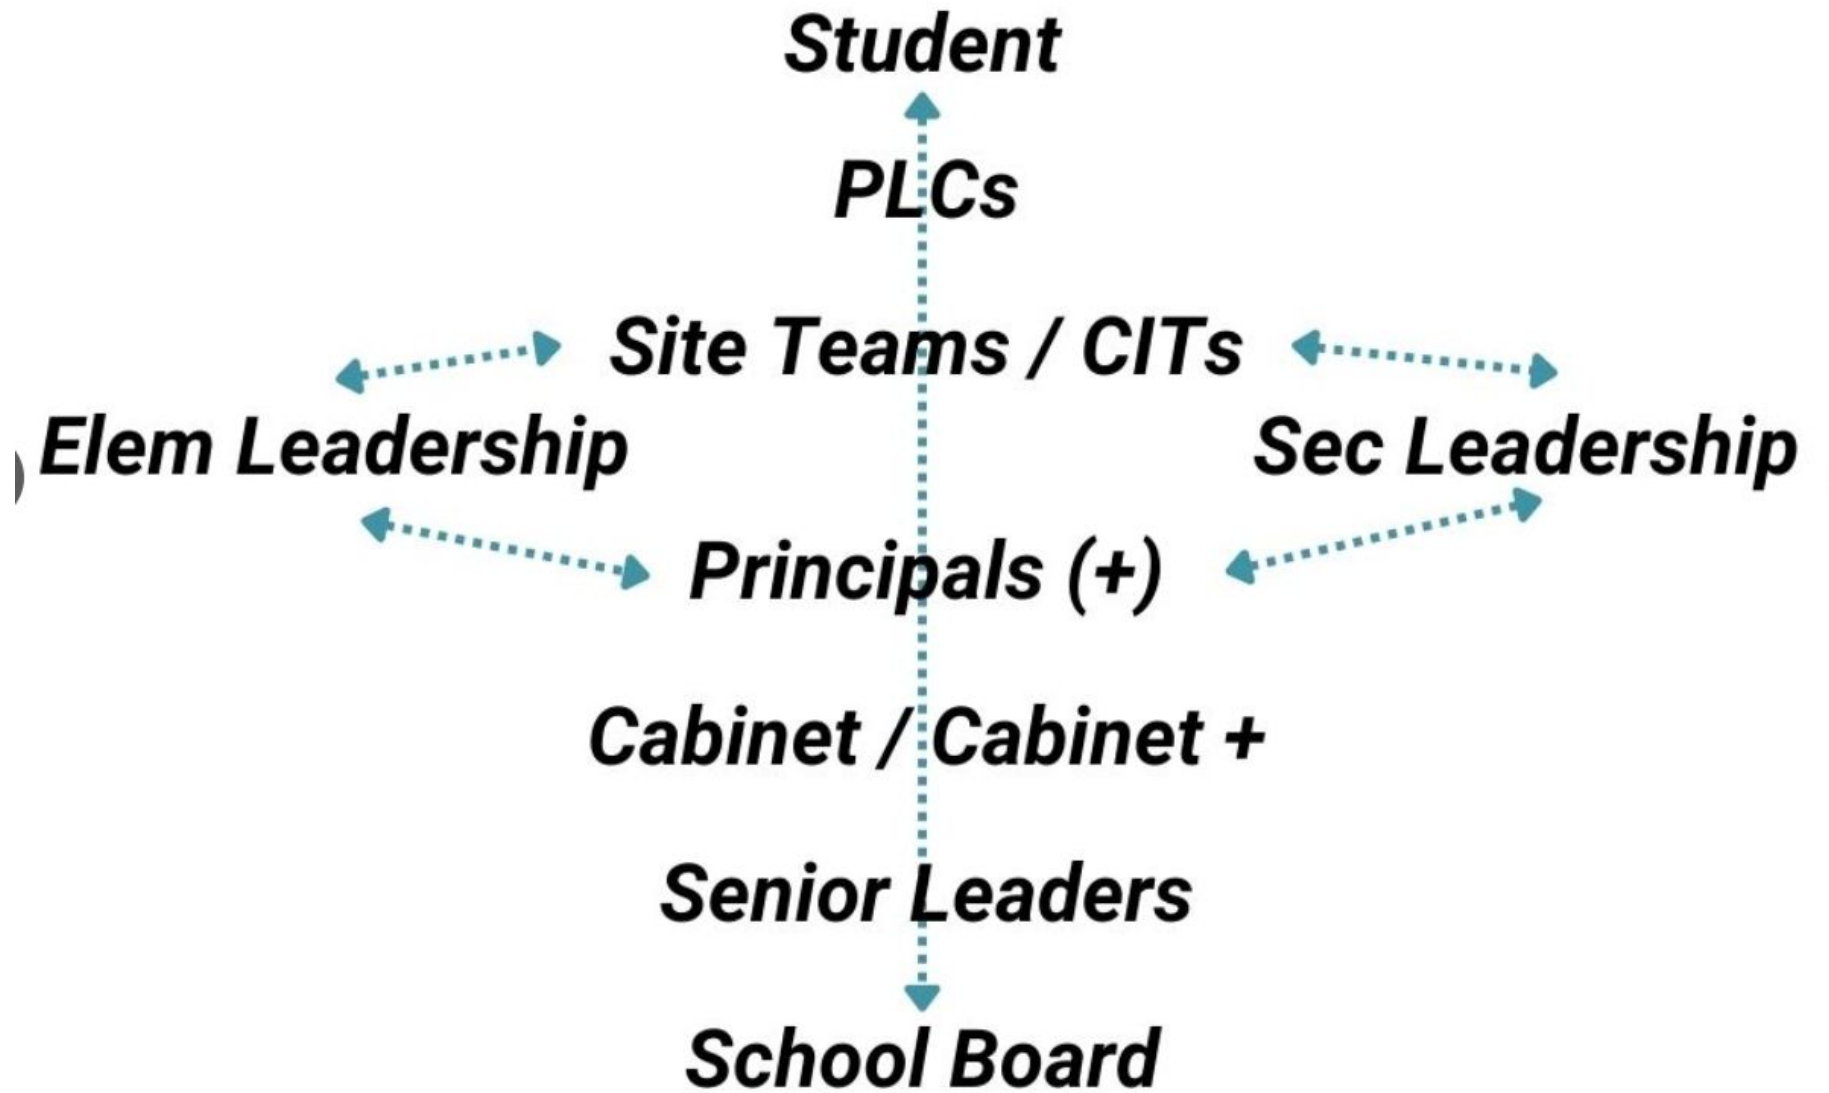 Student
PLCs
Site Teams / CITs
Elem Leadership
Sec Leadership
Principals (+)
Cabinet / Cabinet +
Senior Leaders
School Board